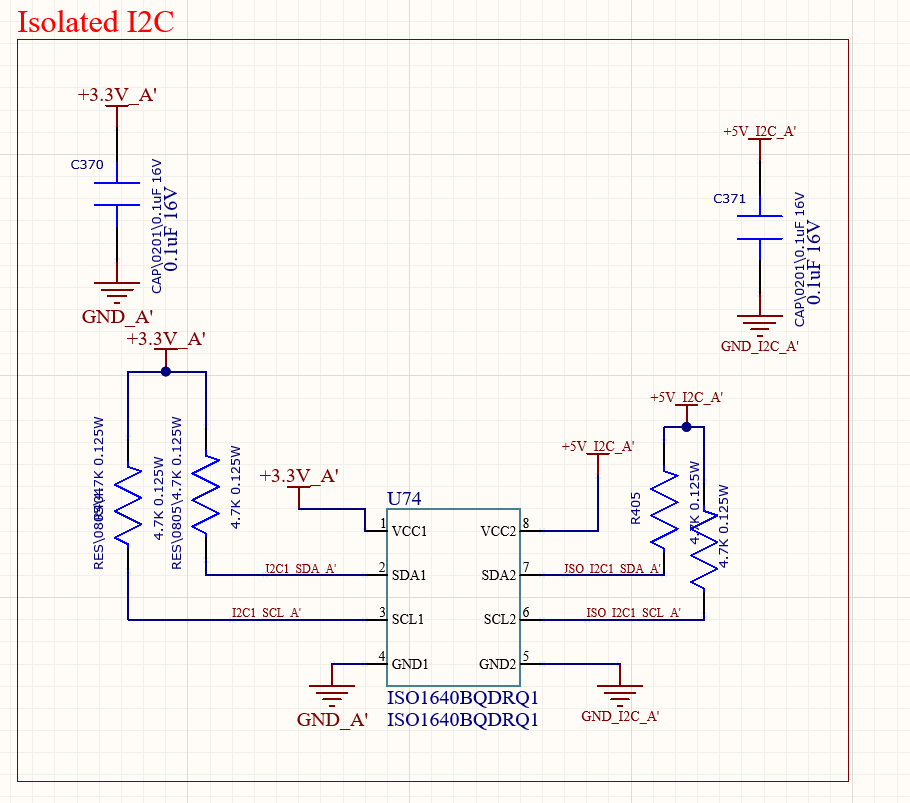 Isolated I2C
+3.3V_A'
C370
CAP\0201\0.1uF 16V
0.1uF 16V
GND_A'
+5V_I2C_A'
C371
CAP\0201\0.1uF 16V
0.1uF 16V
GND_I2C_A'
+3.3V_A'
4.7K 0.125W
RES\0805\4.7K 0.125W
4.7K 0.125W
+5V_I2C_A'
R405
4.7K 0.125W
4.7K 0.125W
+3.3V_A'
+5V_I2C_A'
U74
1 VCC1
VCC2 8
I2C1_SDA_A'
2 SDA1
SDA2 7
ISO_I2C1_SDA_A'
I2C1_SCL_A'
3 SCL1
SCL2 6
ISO_I2C1_SCL_A'
4 GND1
GND2 5
GND_A'
GND_I2C_A'
ISO1640BQDRQ1
ISO1640BQDRQ1